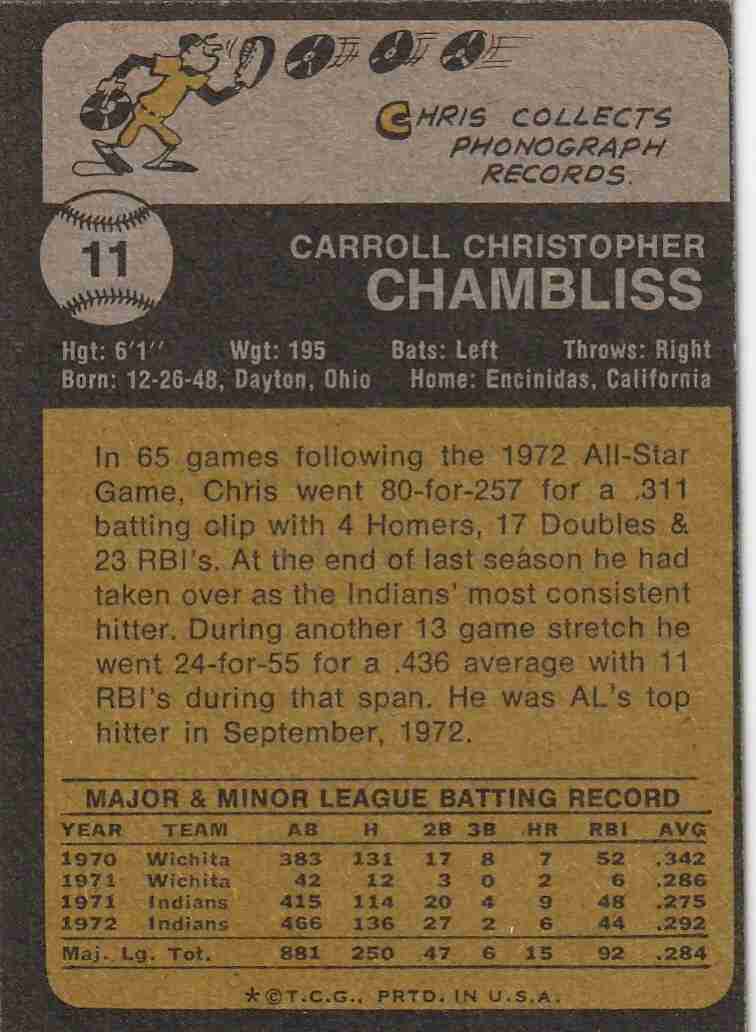 CHRIS COLLECTS
PHONOGRAPH
RECORDS.
11
CARROLL CHRISTOPHER
CHAMBLISS
Hgt: 6'1'' Wgt: 195 Bats: Left Throws: Right
Born: 12-26-48, Dayton, Ohio Home: Encinidas, California
In 65 games following the 1972 All-Star
Game, Chris went 80-for-257 for a .311
batting clip with 4 Homers, 17 Doubles &
23 RBI's. At the end of last season he had
taken over as the Indians' most consistent
hitter. During another 13 game stretch he
went 24-for-55 for a .436 average with 11
RBI's during that span. He was AL's top
hitter in September, 1972.
MAJOR & MINOR LEAGUE BATTING RECORD
YEAR TEAM AB H 2B 3B HR RBI AVG
1970 Wichita 383 131 17 8 7 52 .342
1971 Wichita 42 12 3 0 2 6 .286
1971 Indians 415 114 20 4 9 48 .275
1972 Indians 466 136 27 2 6 44 .292
Maj. Lg. Tot. 881 250 47 6 15 92 .284
*©T.C.G., PRTD. IN U.S.A.